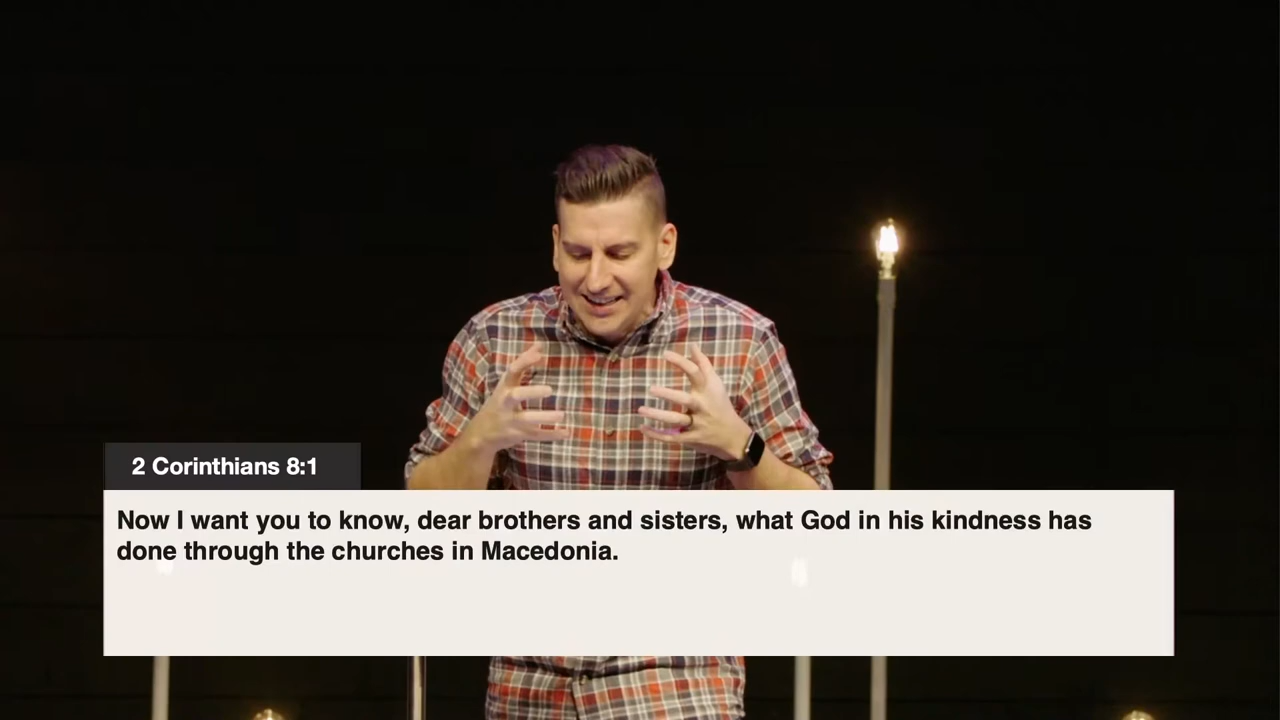 2 Corinthians 8:1
Now I want you to know, dear brothers and sisters, what God in his kindness has
done through the churches in Macedonia.